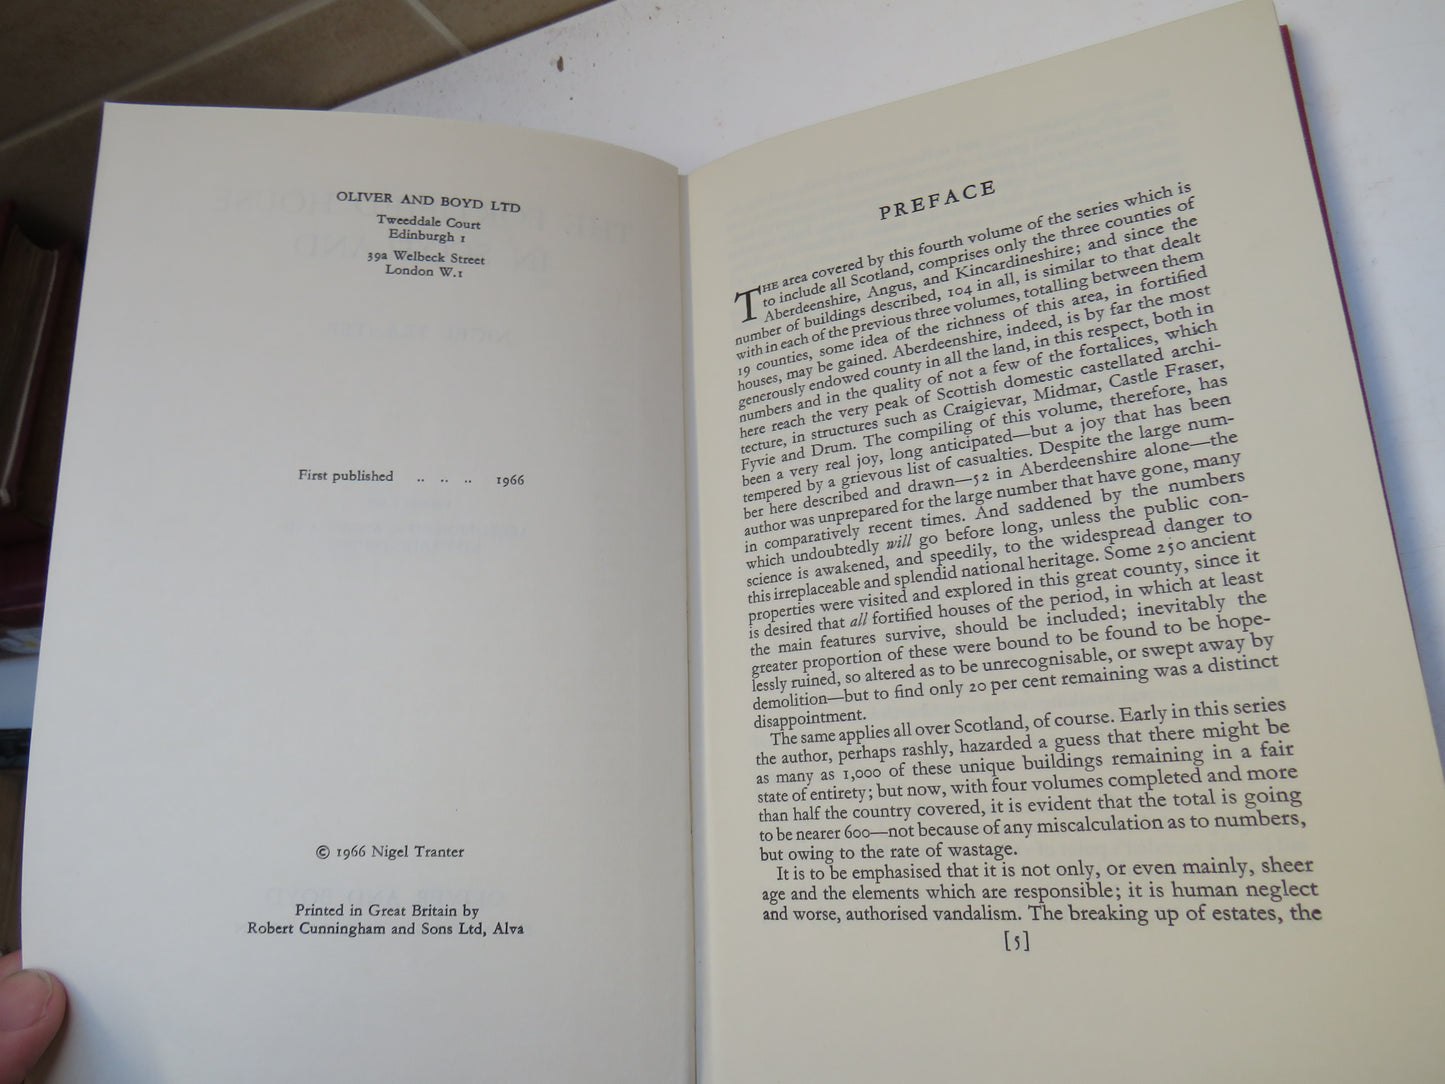 OLIVER AND BOYD LTD
Tweeddale Court
Edinburgh 1
39a Welbeck Street
London W.1
First published .. .. .. 1966
© 1966 Nigel Tranter
Printed in Great Britain by
Robert Cunningham and Sons Ltd, Alva
PREFACE
THE area covered by this fourth volume of the series which is
to include all Scotland, comprises only the three counties of
Aberdeenshire, Angus, and Kincardineshire; and since the
number of buildings described, 104 in all, is similar to that dealt
with in each of the previous three volumes, totalling between them
19 counties, some idea of the richness of this area, in fortified
houses, may be gained. Aberdeenshire, indeed, is by far the most
generously endowed county in all the land, in this respect, both in
numbers and in the quality of not a few of the fortalices, which
here reach the very peak of Scottish domestic castellated archi-
tecture, in structures such as Craigievar, Midmar, Castle Fraser,
Fyvie and Drum. The compiling of this volume, therefore, has
been a very real joy, long anticipated—but a joy that has been
tempered by a grievous list of casualties. Despite the large num-
ber here described and drawn—52 in Aberdeenshire alone—the
author was unprepared for the large number that have gone, many
in comparatively recent times. And saddened by the numbers
which undoubtedly will go before long, unless the public con-
science is awakened, and speedily, to the widespread danger to
this irreplaceable and splendid national heritage. Some 250 ancient
properties were visited and explored in this great county, since it
is desired that all fortified houses of the period, in which at least
the main features survive, should be included; inevitably the
greater proportion of these were bound to be found to be hope-
lessly ruined, so altered as to be unrecognisable, or swept away by
demolition—but to find only 20 per cent remaining was a distinct
disappointment.
The same applies all over Scotland, of course. Early in this series
the author, perhaps rashly, hazarded a guess that there might be
as many as 1,000 of these unique buildings remaining in a fair
state of entirety; but now, with four volumes completed and more
than half the country covered, it is evident that the total is going
to be nearer 600—not because of any miscalculation as to numbers,
but owing to the rate of wastage.
It is to be emphasised that it is not only, or even mainly, sheer
age and the elements which are responsible; it is human neglect
and worse, authorised vandalism. The breaking up of estates, the
[5]